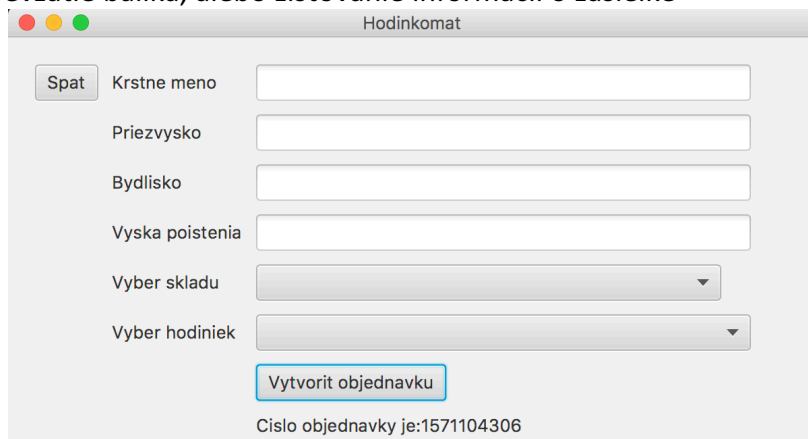 Hodinkomat
Spat Krstne meno
Priezvysko
Bydlisko
Vyska poistenia
Vyber skladu
Vyber hodiniek
Vytvorit objednavku
Cislo objednavky je:1571104306